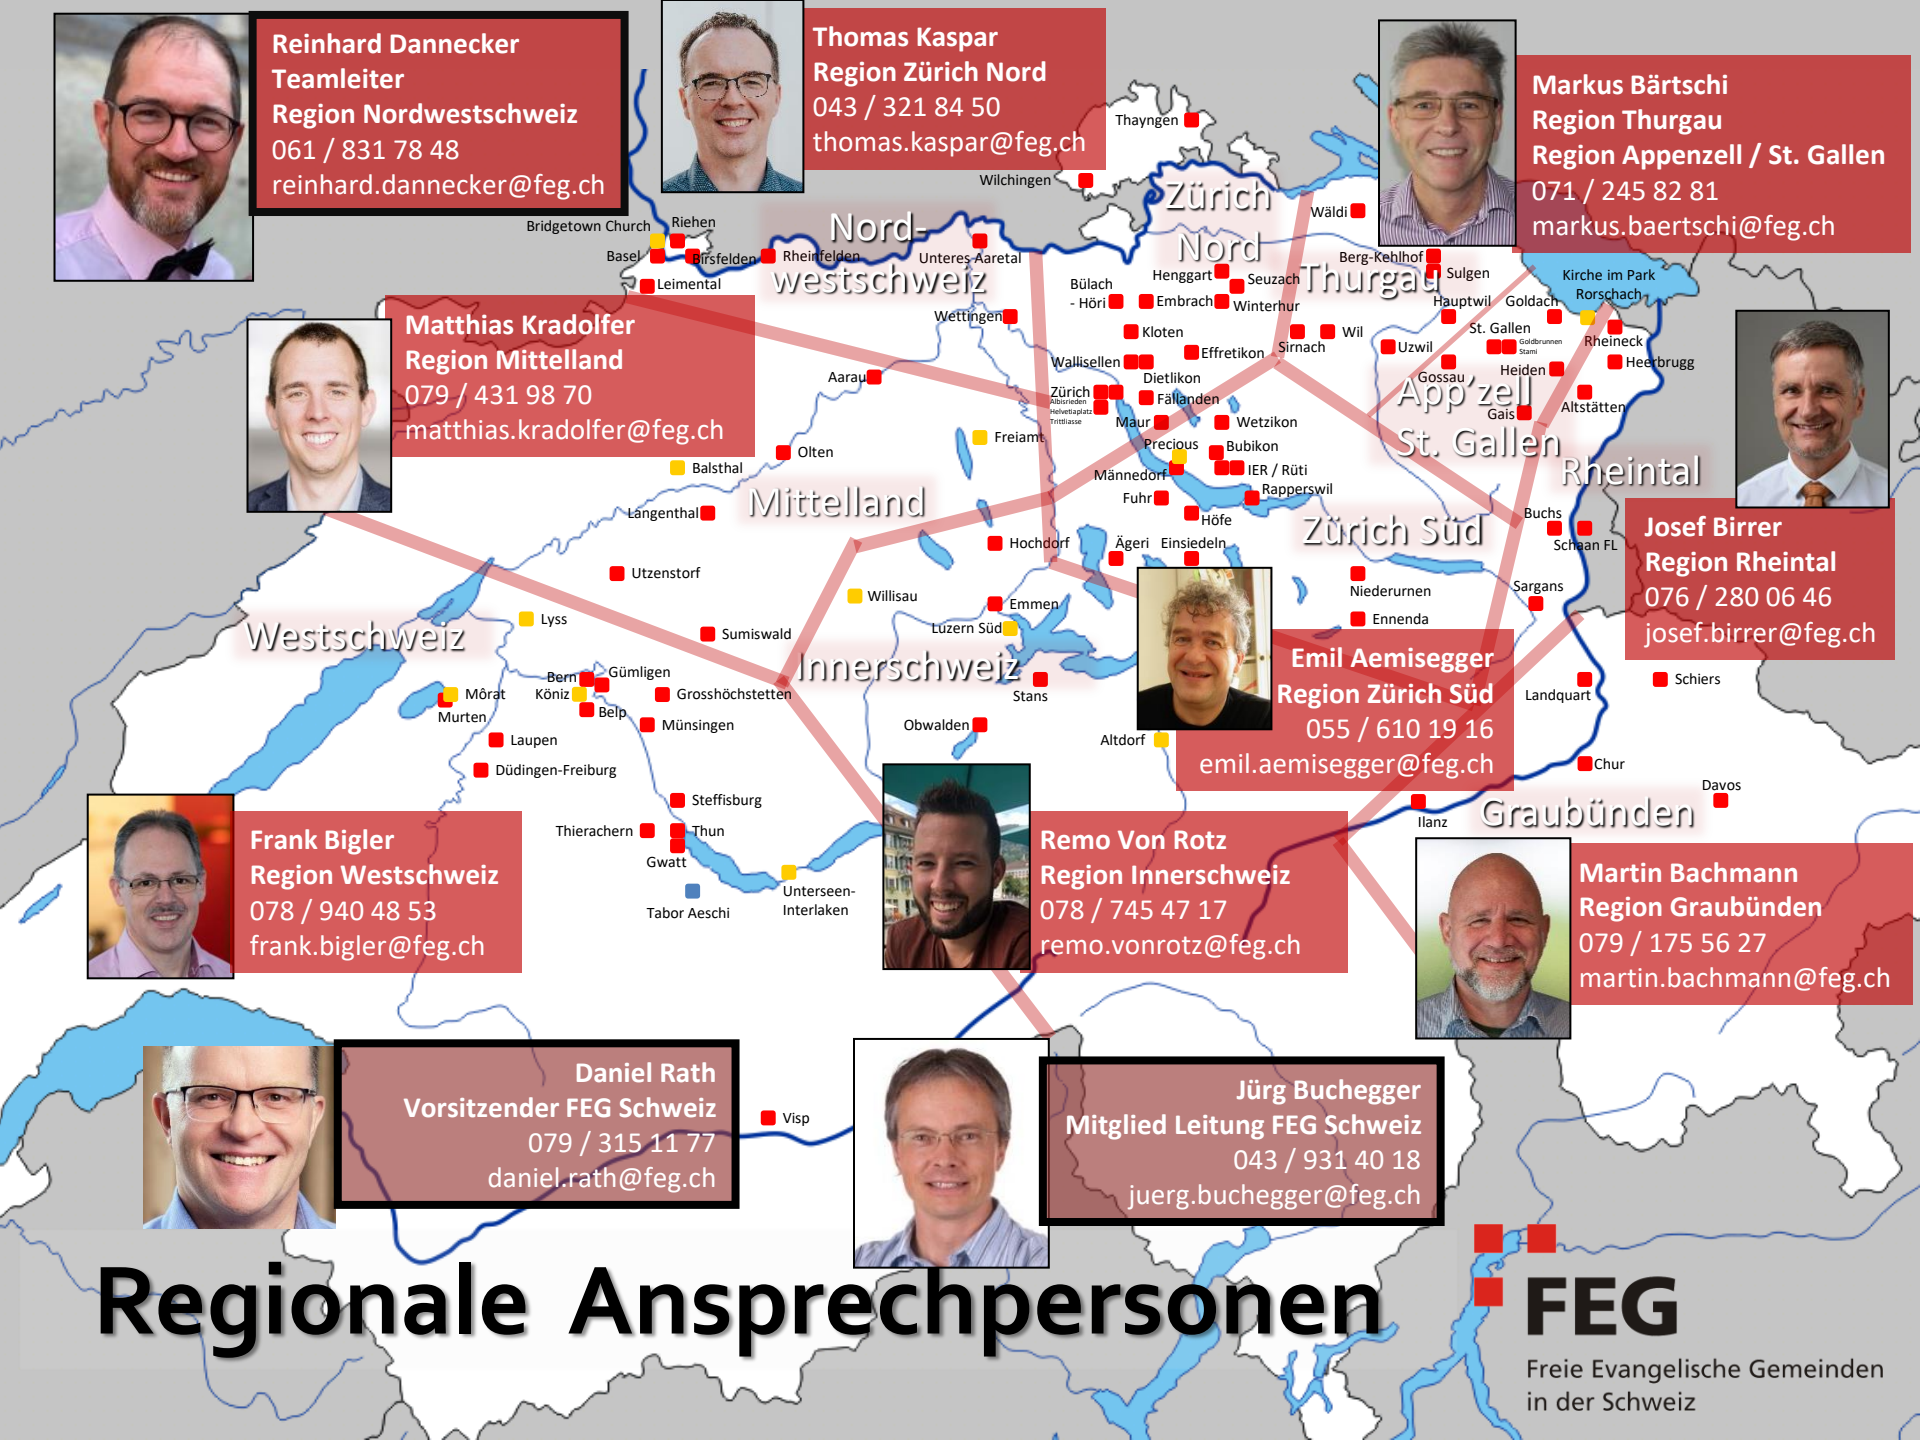 Reinhard Dannecker
Teamleiter
Region Nordwestschweiz
061 / 831 78 48
reinhard.dannecker@feg.ch
Thomas Kaspar
Region Zürich Nord
043 / 321 84 50
thomas.kaspar@feg.ch
Markus Bärtschi
Region Thurgau
Region Appenzell / St. Gallen
071 / 245 82 81
markus.baertschi@feg.ch
Thayngen
Wilchingen
Zürich
Nord
Wäldi
Bridgetown Church
Riehen
Basel
Birsfelden
Rheinfelden
Leimental
Nord-
westschweiz
Unteres Aaretal
Wettingen
Berg-Kehlhof
Sulgen
Thurgau
Henggart
Seuzach
Bülach
- Höri
Embrach
Winterhur
Kloten
Effretikon
Wallisellen
Dietlikon
Zürich
Albisrieden
Helvetiaplatz
Trittliasse
Fällanden
Maur
Wetzikon
Precious
Bubikon
Männedorf
IER / Rüti
Fuhr
Rapperswil
Höfe
Sirnach
Wil
Uzwil
Hauptwil
Goldach
Kirche im Park
Rorschach
St. Gallen
Goldbrunnen
Stami
Rheineck
Gossau
Heiden
Heerbrugg
App'zell
St. Gallen
Gais
Altstätten
Rheintal
Matthias Kradolfer
Region Mittelland
079 / 431 98 70
matthias.kradolfer@feg.ch
Aarau
Freiamt
Olten
Balsthal
Mittelland
Langenthal
Hochdorf
Ägeri
Einsiedeln
Zürich Süd
Buchs
Schaan FL
Josef Birrer
Region Rheintal
076 / 280 06 46
josef.birrer@feg.ch
Utzenstorf
Willisau
Emmen
Luzern Süd
Niederurnen
Sargans
Ennenda
Lyss
Westschweiz
Sumiswald
Innerschweiz
Stans
Emil Aemisegger
Region Zürich Süd
055 / 610 19 16
emil.aemisegger@feg.ch
Landquart
Schiers
Bern
Gümligen
Köniz
Grosshöchstetten
Belp
Münsingen
Môrat
Murten
Laupen
Düdingen-Freiburg
Obwalden
Altdorf
Chur
Davos
Ilanz
Graubünden
Steffisburg
Thierachern
Thun
Gwatt
Tabor Aeschi
Unterseen-
Interlaken
Frank Bigler
Region Westschweiz
078 / 940 48 53
frank.bigler@feg.ch
Remo Von Rotz
Region Innerschweiz
078 / 745 47 17
remo.vonrotz@feg.ch
Martin Bachmann
Region Graubünden
079 / 175 56 27
martin.bachmann@feg.ch
Daniel Rath
Vorsitzender FEG Schweiz
079 / 315 11 77
daniel.rath@feg.ch
Visp
Jürg Buchegger
Mitglied Leitung FEG Schweiz
043 / 931 40 18
juerg.buchegger@feg.ch
Regionale Ansprechpersonen
FEG
Freie Evangelische Gemeinden
in der Schweiz